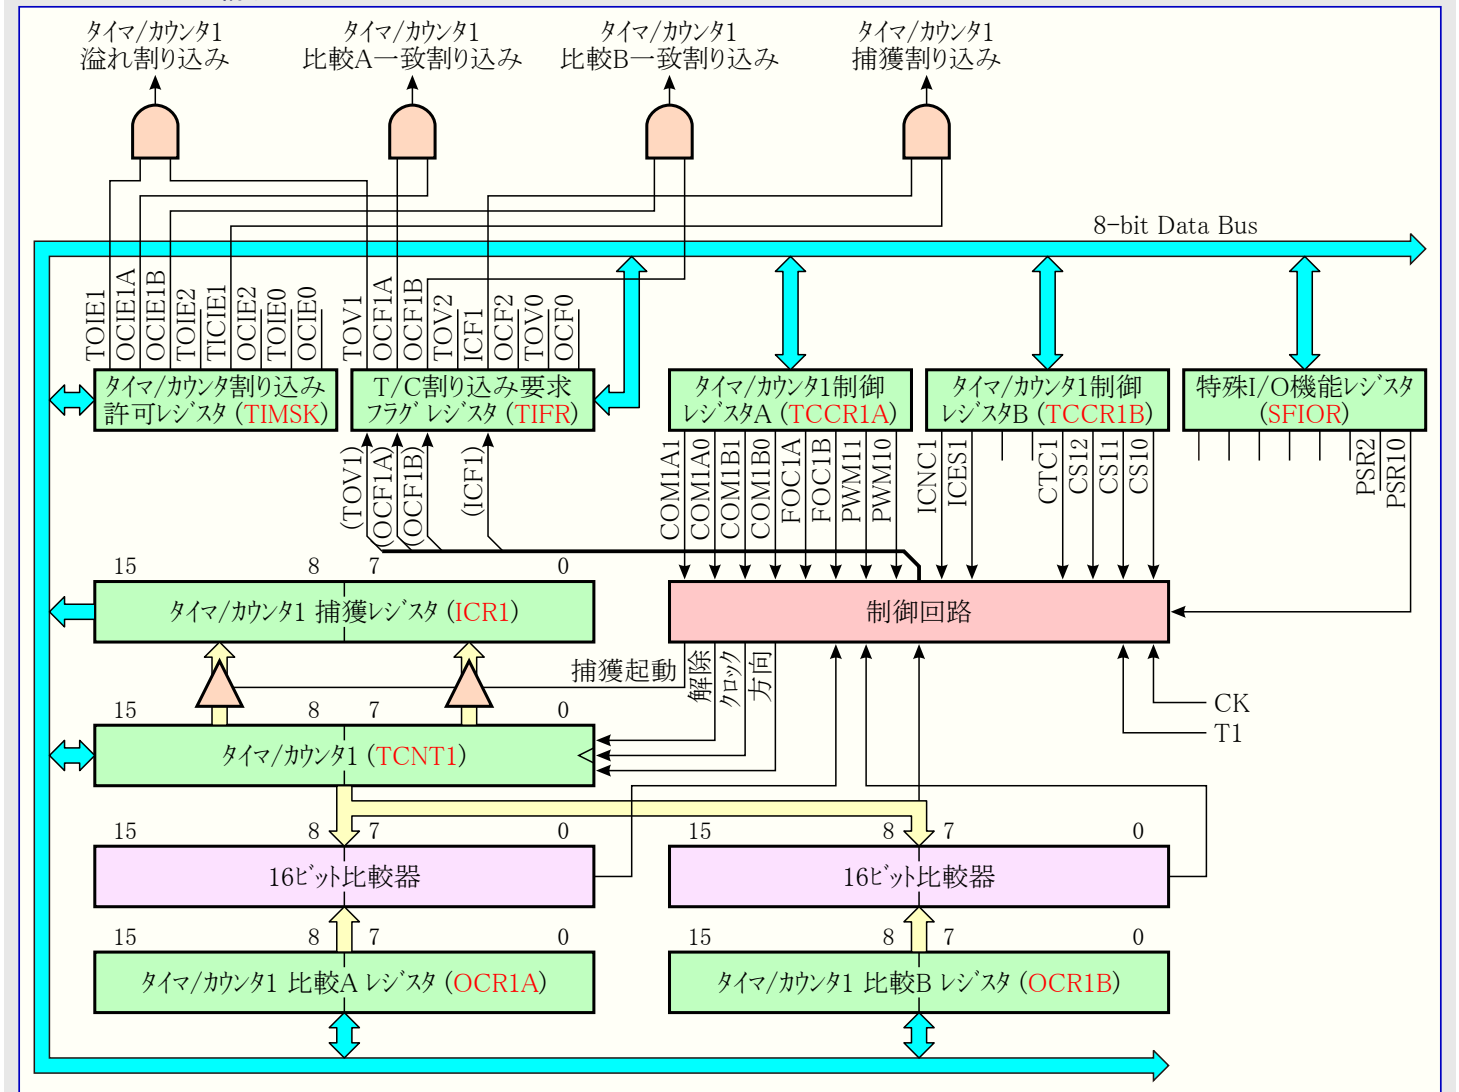 タイマ/カウンタ1
溢れ割り込み
タイマ/カウンタ1
比較A一致割り込み
タイマ/カウンタ1
比較B一致割り込み
タイマ/カウンタ1
捕獲割り込み
8-bit Data Bus
TOIE1
OCIE1A
OCIE1B
TOIE2
TICIE1
OCIE2
TOIE0
OCIE0
TOV1
OCF1A
OCF1B
TOV2
ICF1
OCF2
TOV0
OCF0
タイマ/カウンタ割り込み
許可レジスタ (TIMSK)
T/C割り込み要求
フラグ レジスタ (TIFR)
タイマ/カウンタ1制御
レジスタA (TCCR1A)
タイマ/カウンタ1制御
レジスタB (TCCR1B)
特殊I/O機能レジスタ
(SFIOR)
(TOV1)
(OCF1A)
(OCF1B)
(ICF1)
COM1A1
COM1A0
COM1B1
COM1B0
FOC1A
FOC1B
PWM11
PWM10
ICNC1
ICES1
CTC1
CS12
CS11
CS10
PSR2
PSR10
15 8 7 0
タイマ/カウンタ1 捕獲レジスタ (ICR1)
制御回路
捕獲起動
解除
クロック
方向
CK
T1
15 8 7 0
タイマ/カウンタ1 (TCNT1)
15 8 7 0
16ビット比較器
15 8 7 0
16ビット比較器
15 8 7 0
タイマ/カウンタ1 比較A レジスタ (OCR1A)
15 8 7 0
タイマ/カウンタ1 比較B レジスタ (OCR1B)